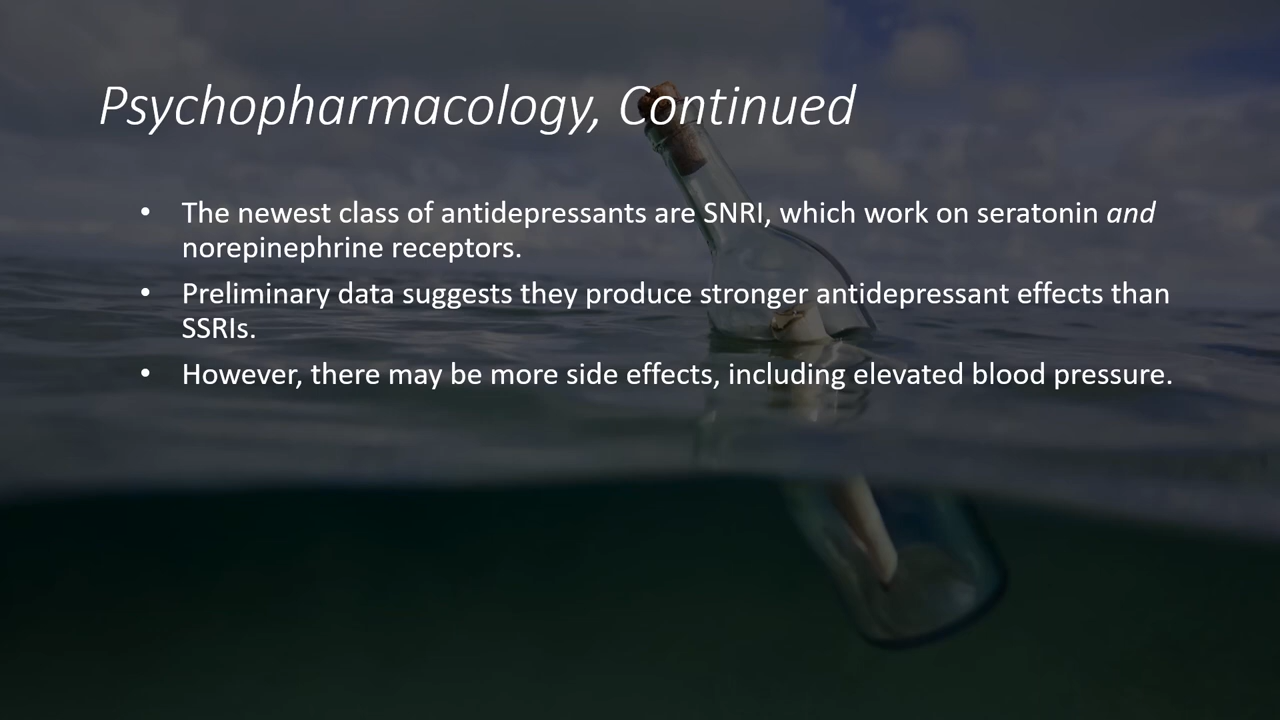 Psychopharmacology, Continued
• The newest class of antidepressants are SNRI, which work on seratonin and
norepinephrine receptors.
• Preliminary data suggests they produce stronger antidepressant effects than
SSRIs.
• However, there may be more side effects, including elevated blood pressure.